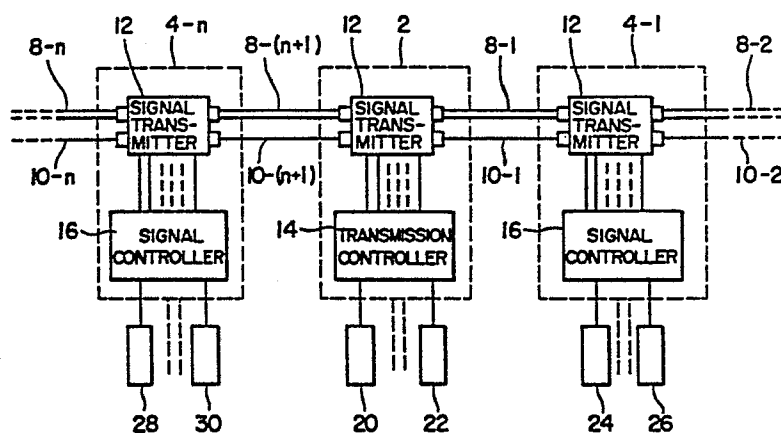 12 4-n 8-(n+1) 12 2 8-1 12 4-1 8-2
8-n
SIGNAL TRANS- MITTER
SIGNAL TRANS- MITTER
SIGNAL TRANS- MITTER
10-n 10-(n+1) 10-1 10-2
16 SIGNAL CONTROLLER
14 TRANSMISSION CONTROLLER
16 SIGNAL CONTROLLER
28 30 20 22 24 26